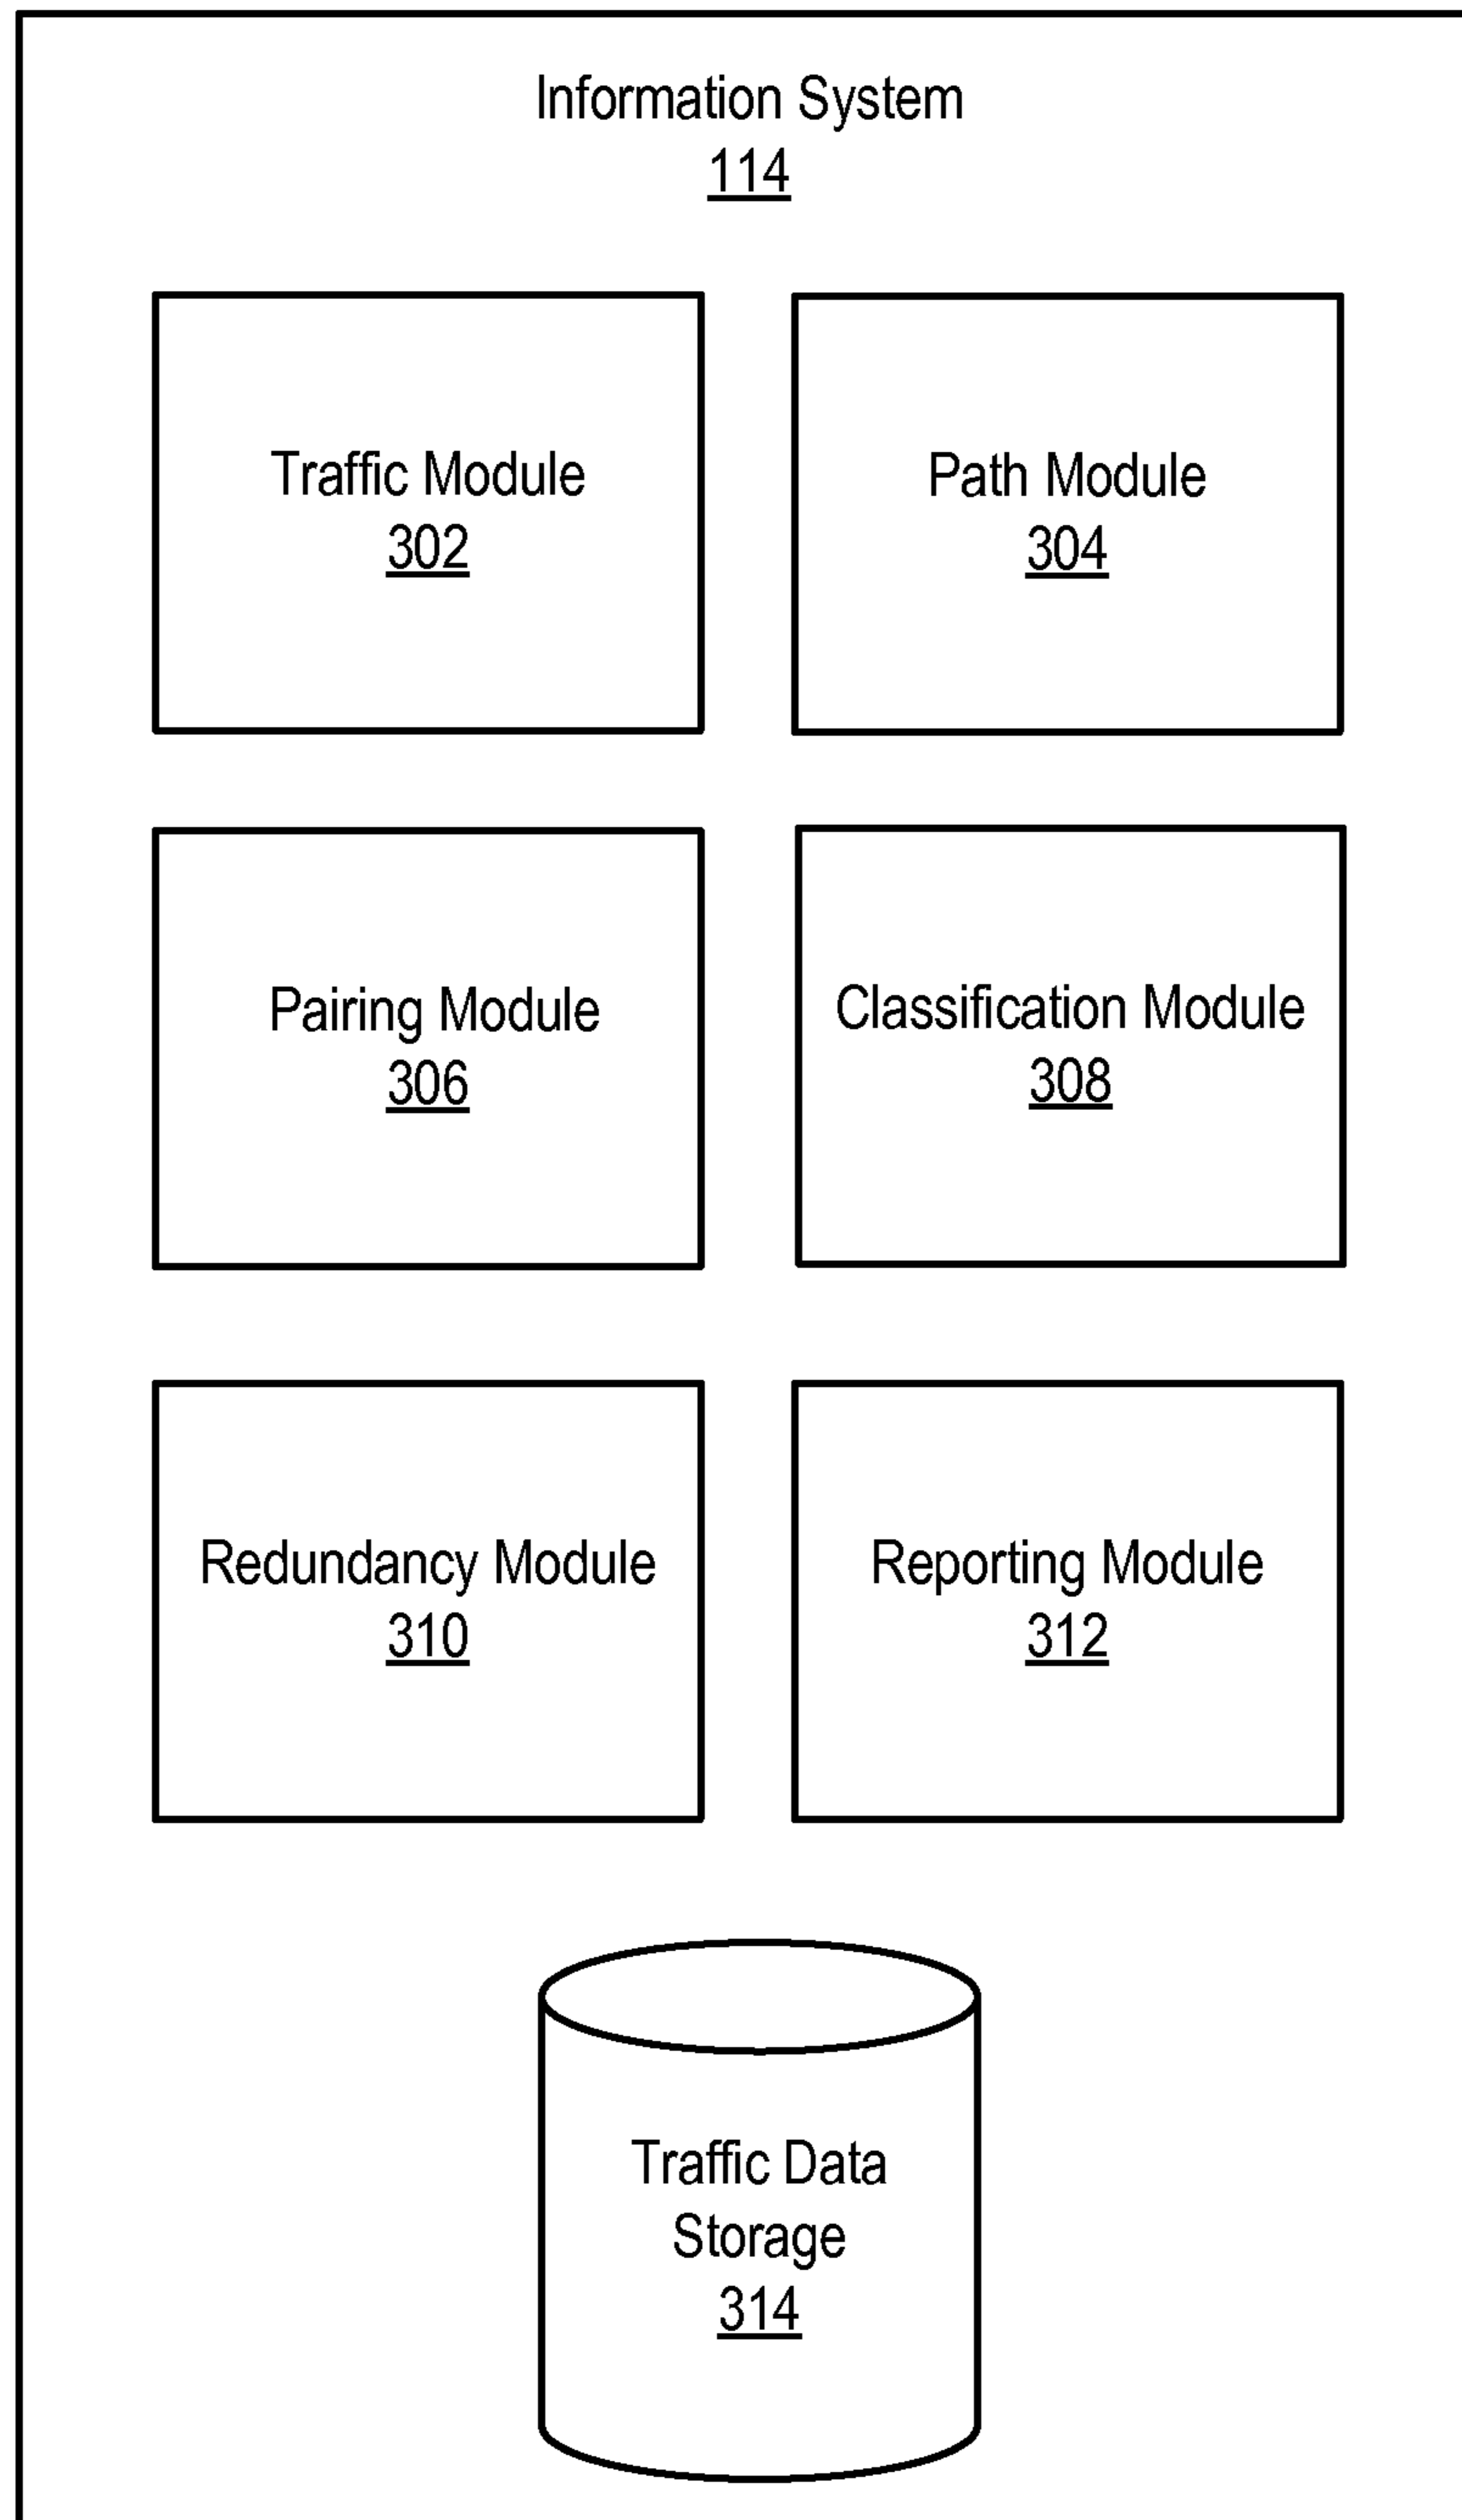 Information System
114
Traffic Module
302
Path Module
304
Pairing Module
306
Classification Module
308
Redundancy Module
310
Reporting Module
312
Traffic Data
Storage
314